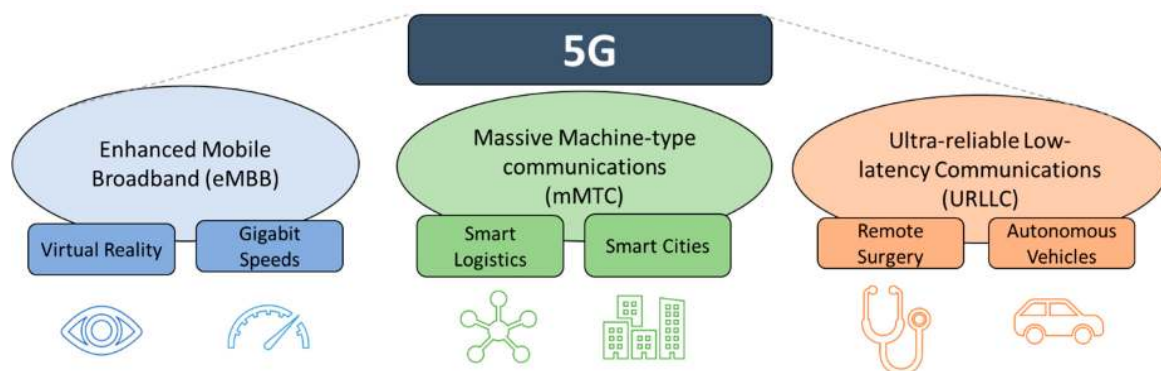 5G
Enhanced Mobile
Broadband (eMBB)
Virtual Reality
Gigabit
Speeds
Massive Machine-type
communications
(mMTC)
Smart
Logistics
Smart Cities
Ultra-reliable Low-
latency Communications
(URLLC)
Remote
Surgery
Autonomous
Vehicles